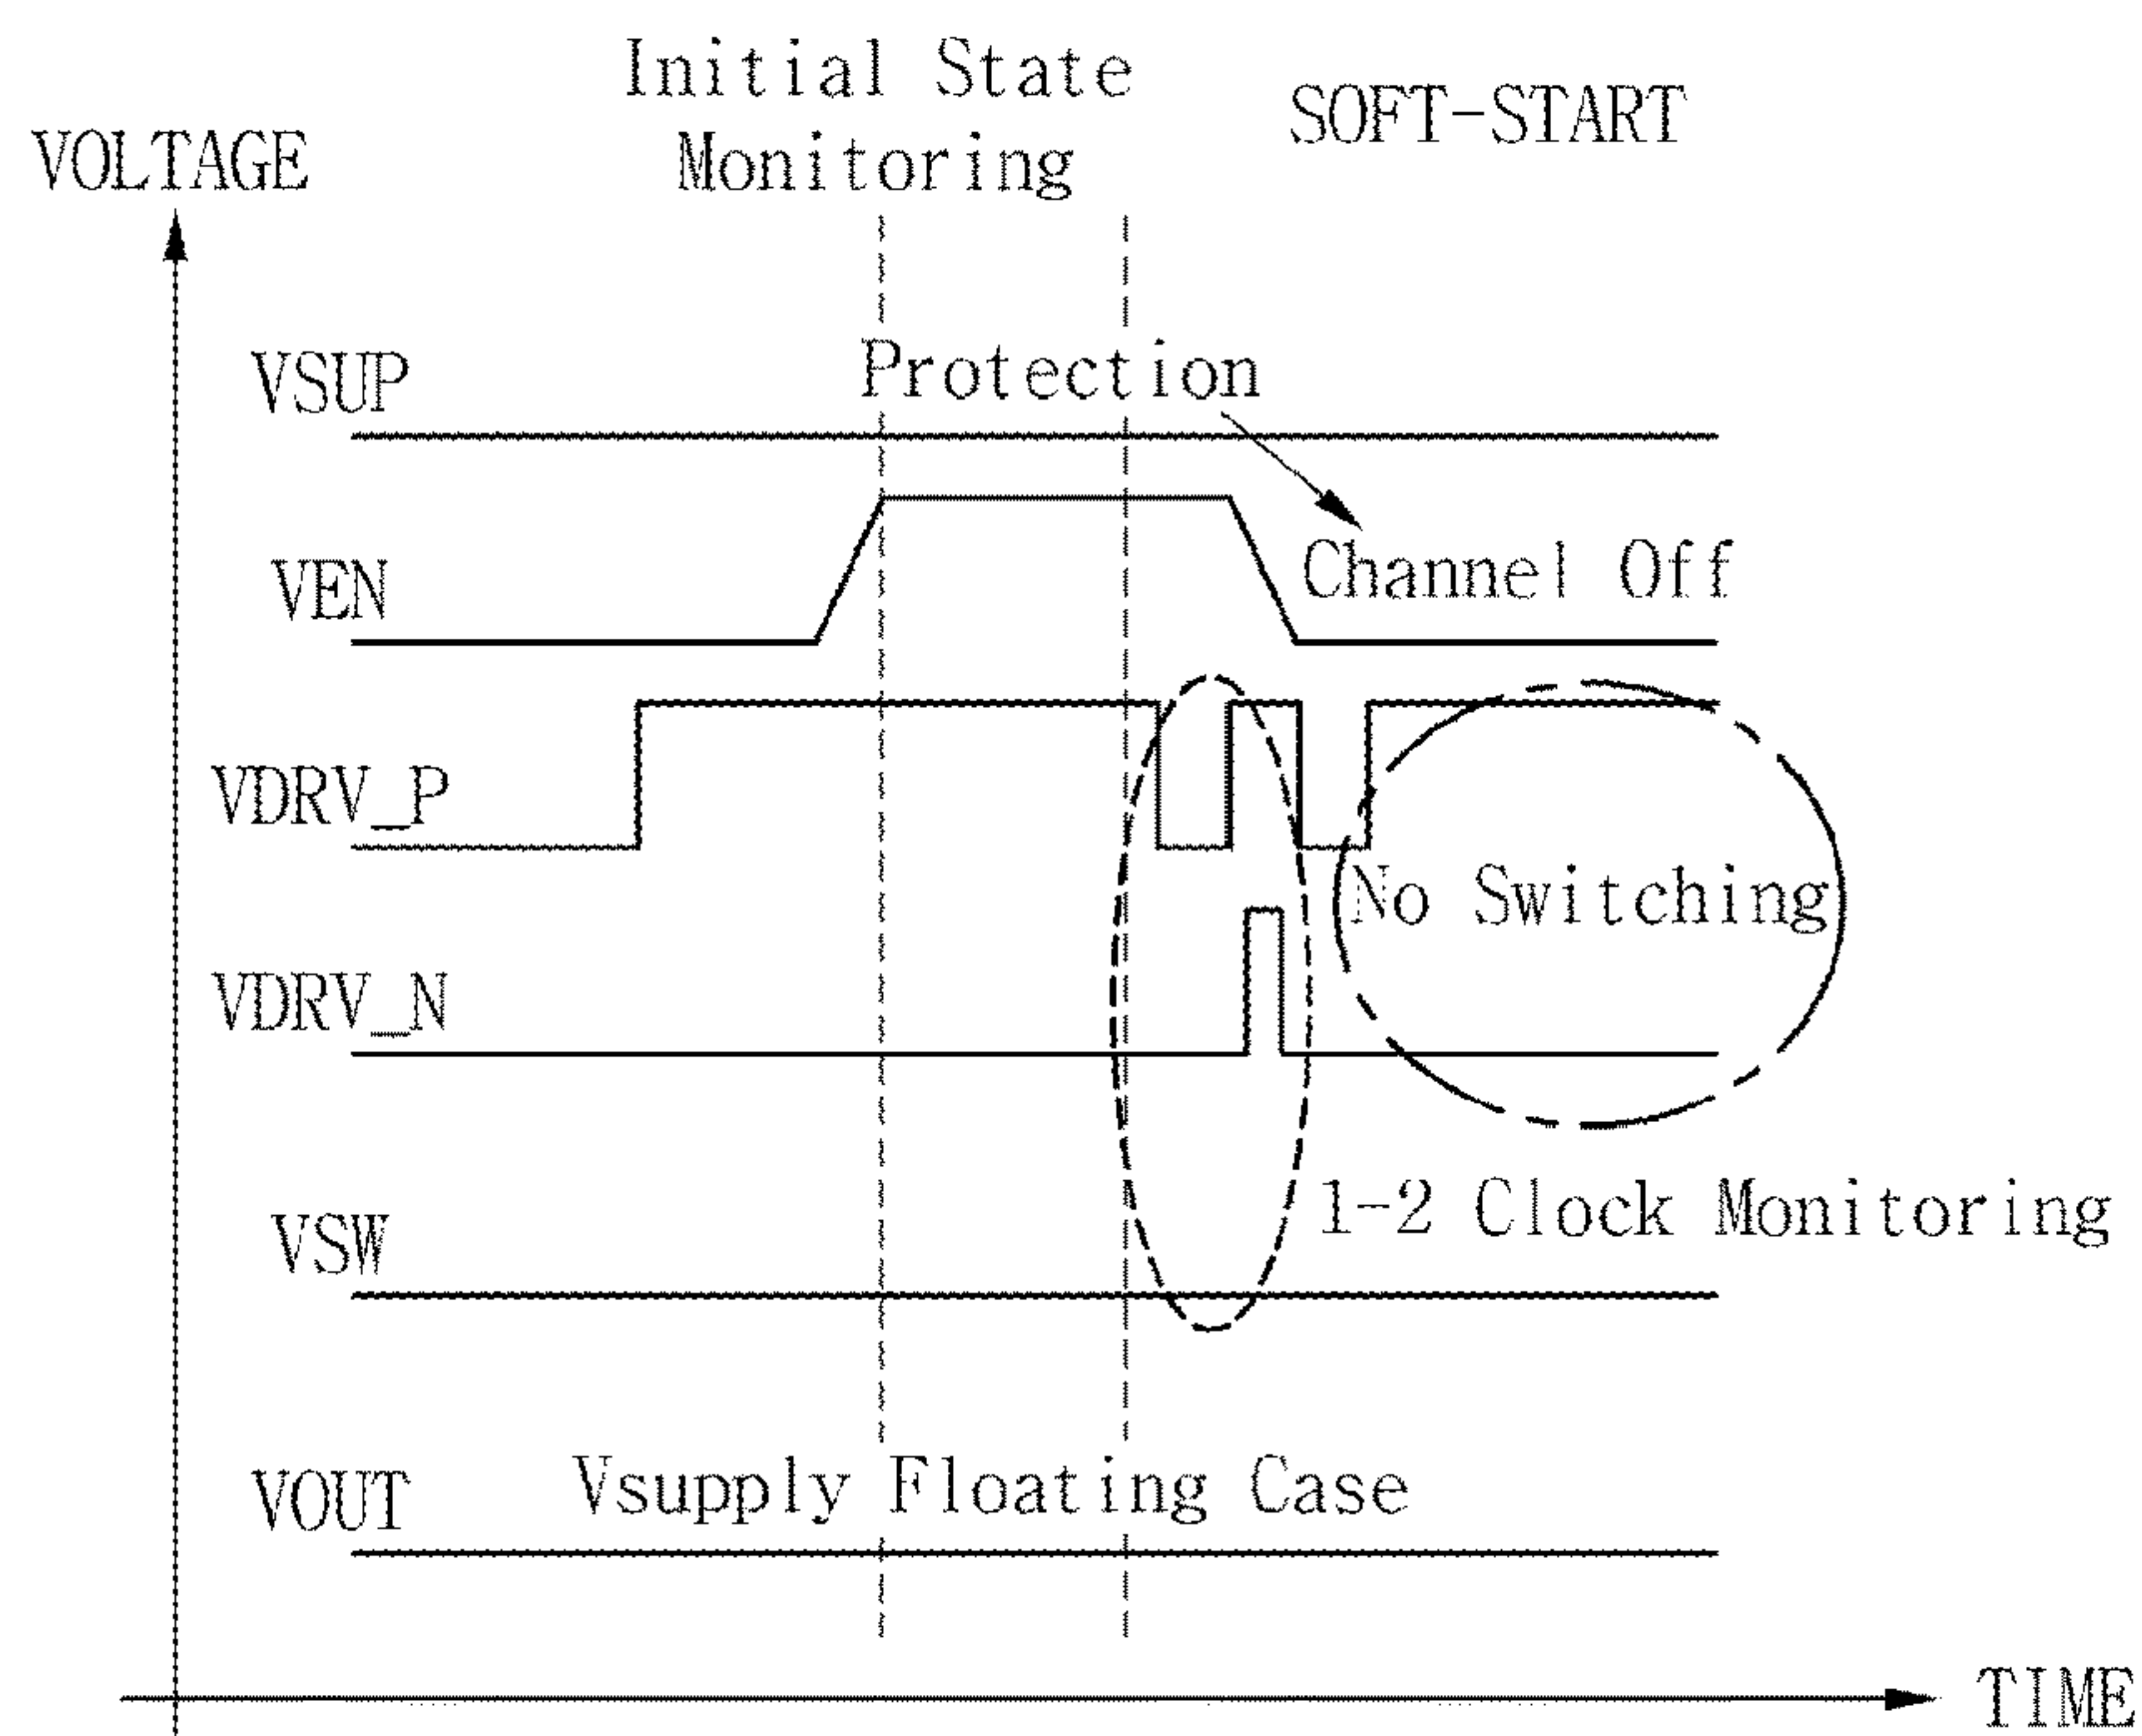 Initial State
Monitoring
SOFT-START
VOLTAGE
VSUP
Protection
VEN
Channel Off
VDRV_P
No Switching
VDRV_N
1-2 Clock Monitoring
VSW
VOUT
Vsupply Floating Case
TIME